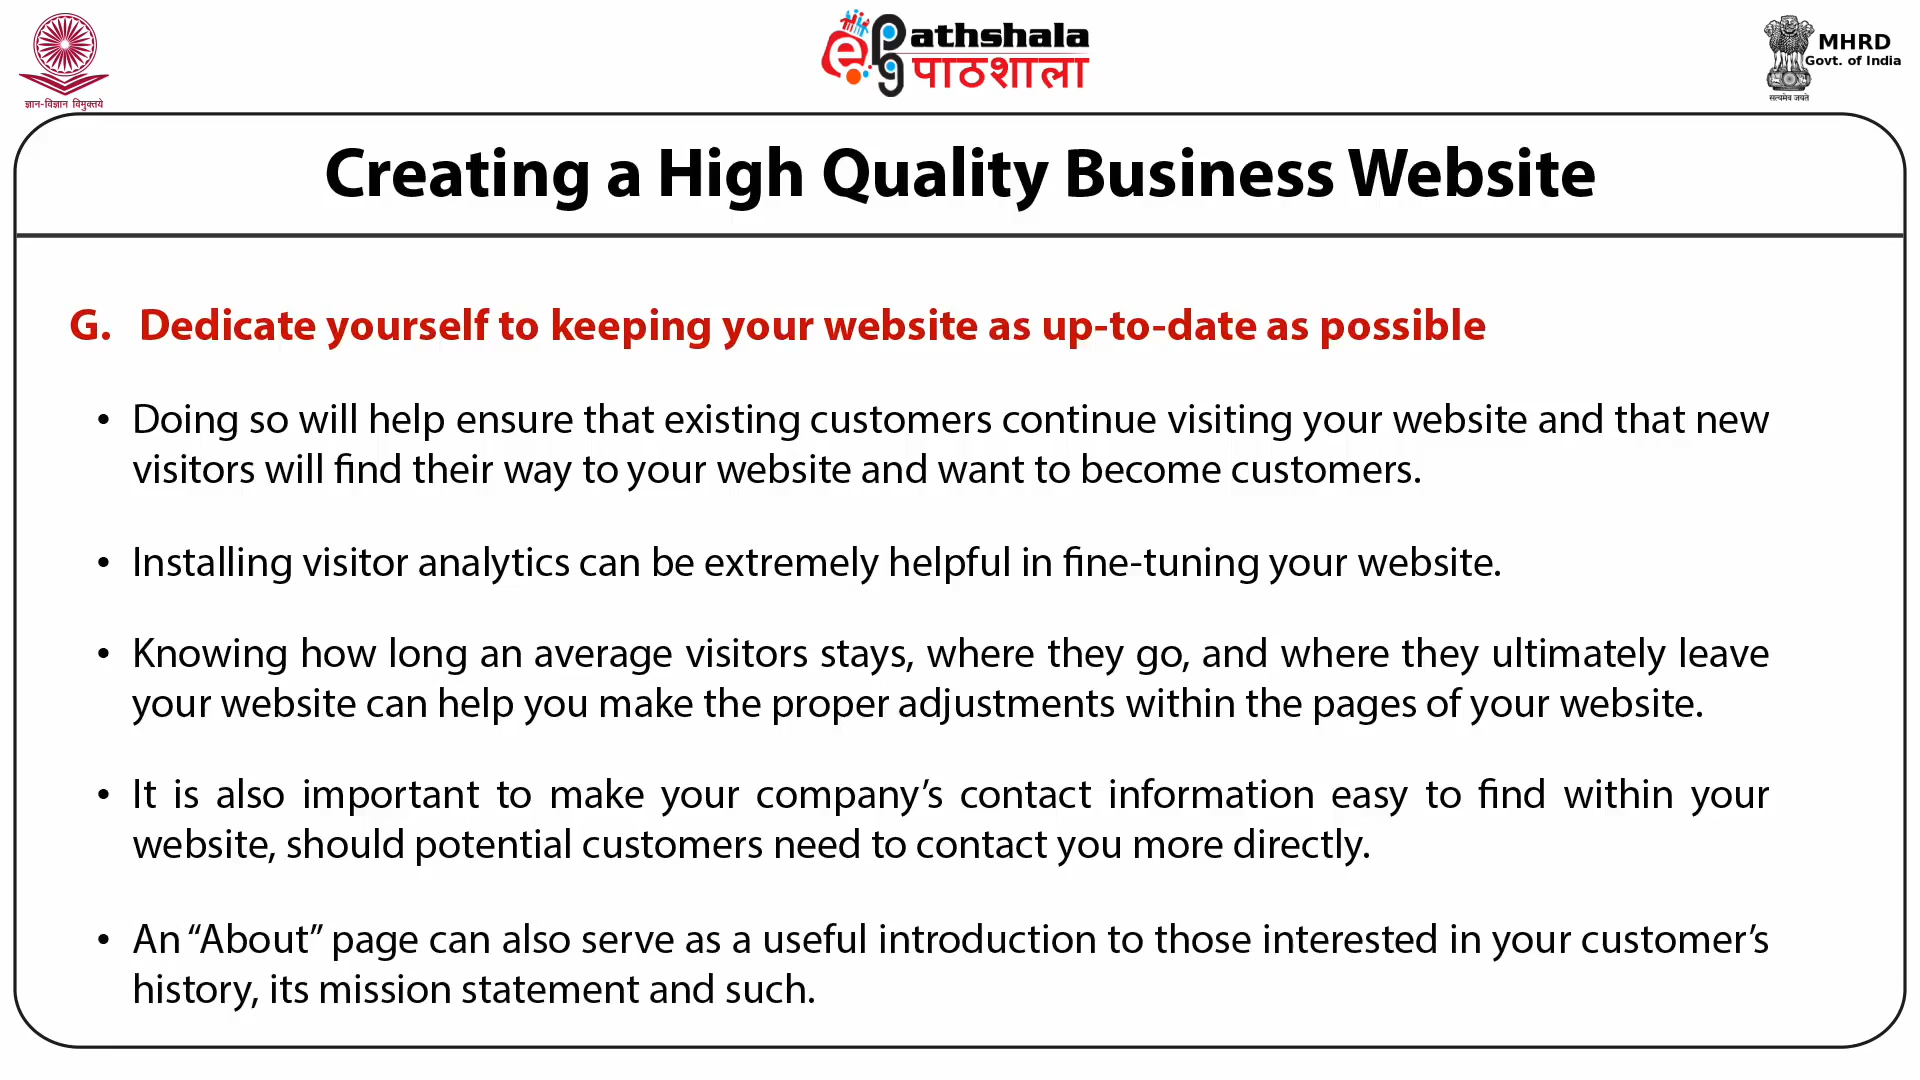 ज्ञान-विज्ञान विमुक्तये
ePathshala
पाठशाला
MHRD
Govt. of India
सत्यमेव जयते
Creating a High Quality Business Website
G. Dedicate yourself to keeping your website as up-to-date as possible
• Doing so will help ensure that existing customers continue visiting your website and that new
visitors will find their way to your website and want to become customers.
• Installing visitor analytics can be extremely helpful in fine-tuning your website.
• Knowing how long an average visitors stays, where they go, and where they ultimately leave
your website can help you make the proper adjustments within the pages of your website.
• It is also important to make your company’s contact information easy to find within your
website, should potential customers need to contact you more directly.
• An “About” page can also serve as a useful introduction to those interested in your customer’s
history, its mission statement and such.